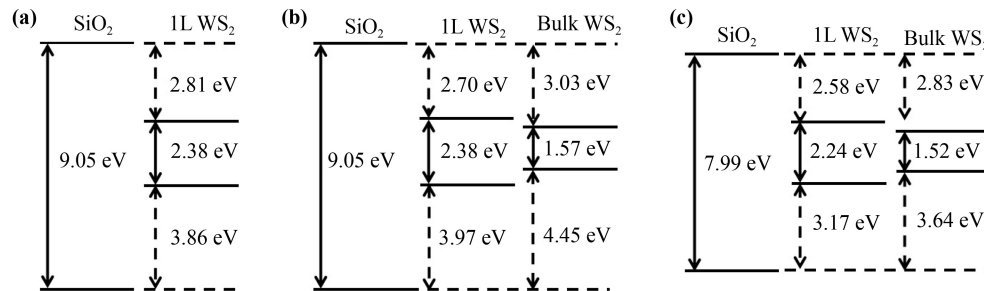 (a)
SiO₂ 1L WS₂
2.81 eV
9.05 eV
2.38 eV
3.86 eV
(b)
SiO₂ 1L WS₂ Bulk WS₂
2.70 eV 3.03 eV
9.05 eV
2.38 eV 1.57 eV
3.97 eV 4.45 eV
(c)
SiO₂ 1L WS₂ Bulk WS₂
2.58 eV 2.83 eV
7.99 eV
2.24 eV 1.52 eV
3.17 eV 3.64 eV